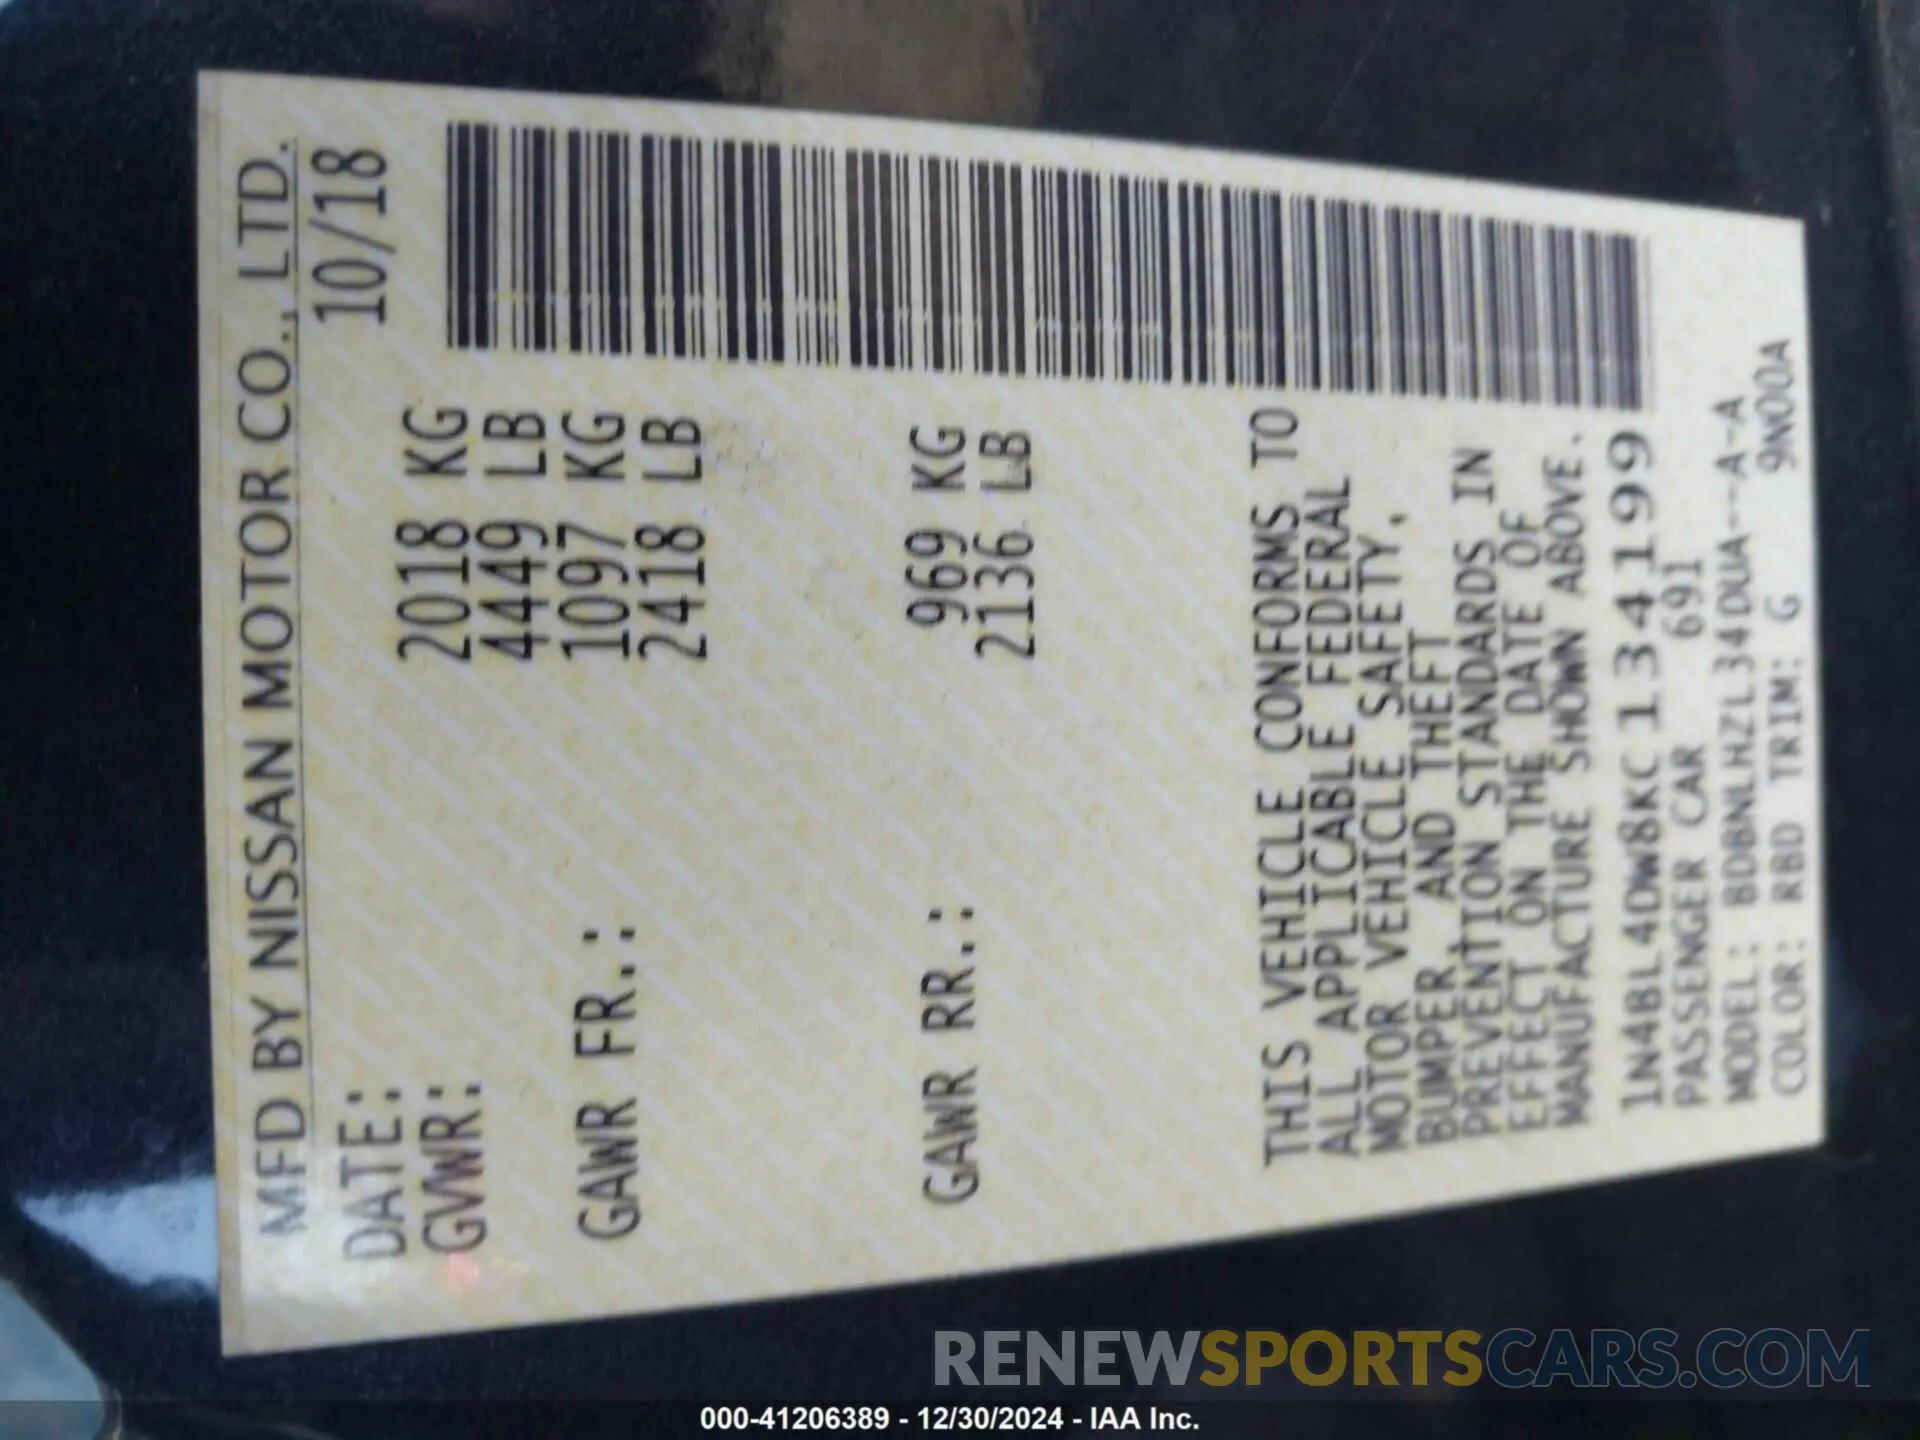 MFD BY NISSAN MOTOR CO., LTD.
DATE: 10/18
GVWR: 2018 KG
4449 LB
GAWR FR.: 1097 KG
2418 LB
GAWR RR.: 969 KG
2136 LB
THIS VEHICLE CONFORMS TO
ALL APPLICABLE FEDERAL
MOTOR VEHICLE SAFETY,
BUMPER, AND THEFT
PREVENTION STANDARDS IN
EFFECT ON THE DATE OF
MANUFACTURE SHOWN ABOVE.
1N4BL4DW8KC134199
PASSENGER CAR 691
MODEL: BDBNLHZL34DUA---A-A
COLOR: RBD TRIM: G 9N00A
RENEWSPORTSCARS.COM
000-41206389 - 12/30/2024 - IAA Inc.